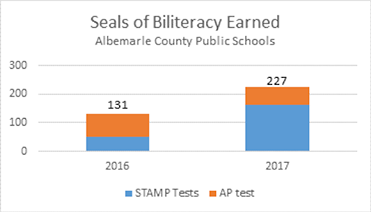 Seals of Biliteracy Earned
Albemarle County Public Schools
300
200
100
0
131
227
2016
2017
STAMP Tests
AP test